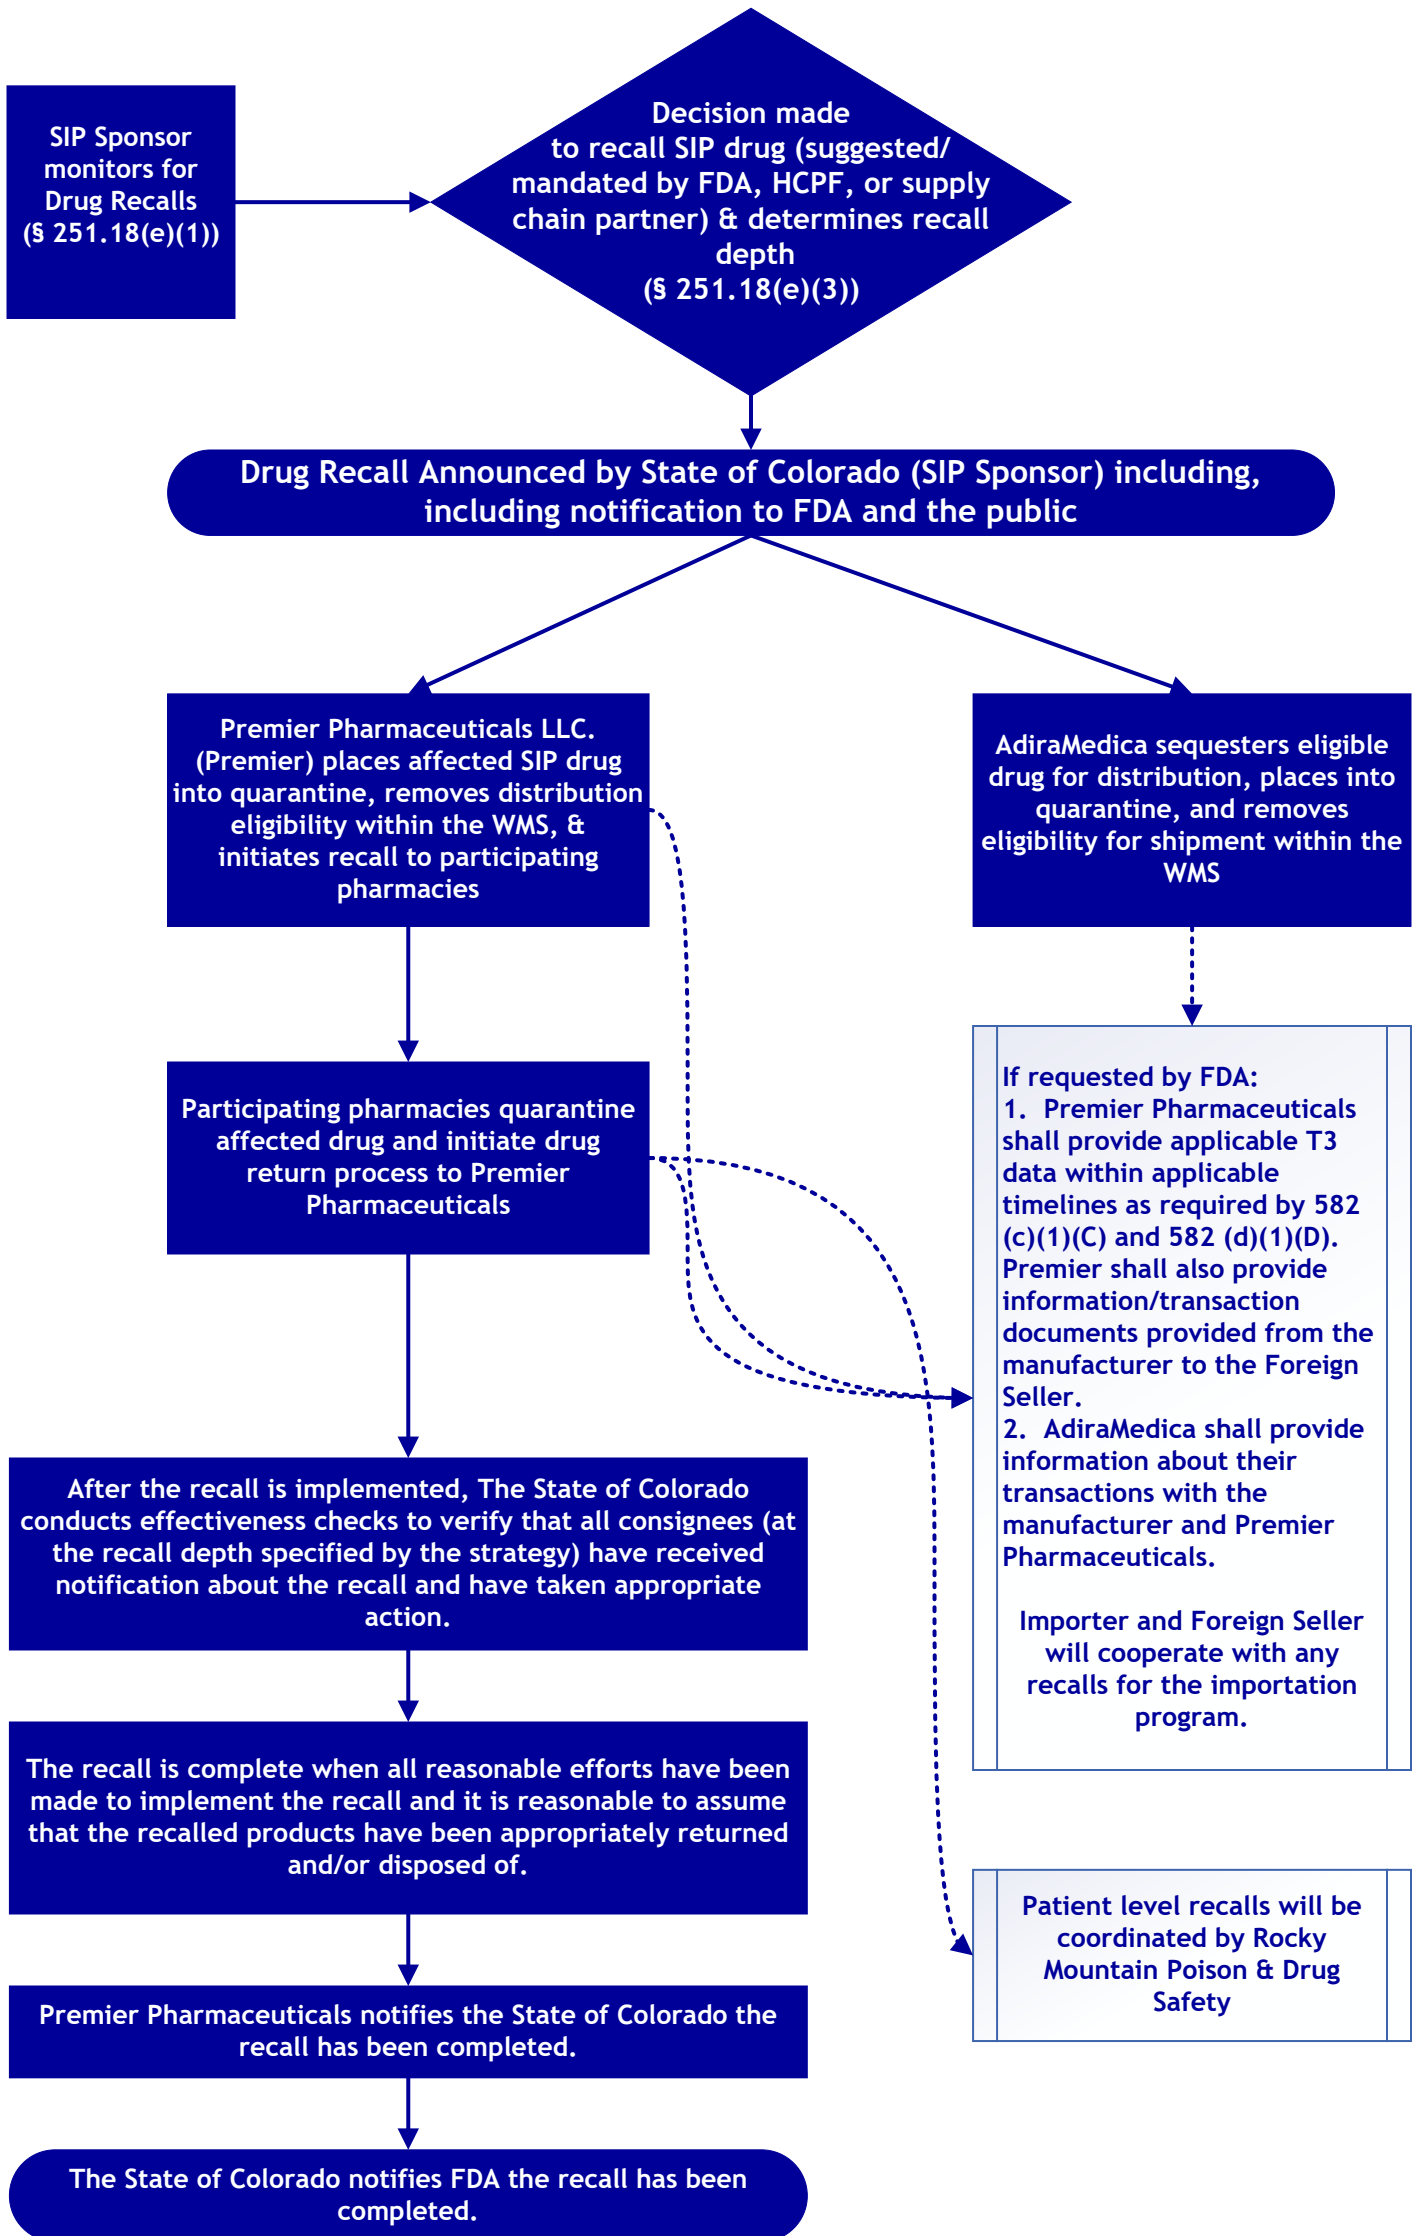 SIP Sponsor
monitors for
Drug Recalls
(§ 251.18(e)(1))
Decision made
to recall SIP drug (suggested/
mandated by FDA, HCPF, or supply
chain partner) & determines recall
depth
(§ 251.18(e)(3))
Drug Recall Announced by State of Colorado (SIP Sponsor) including,
including notification to FDA and the public
Premier Pharmaceuticals LLC.
(Premier) places affected SIP drug
into quarantine, removes distribution
eligibility within the WMS, &
initiates recall to participating
pharmacies
AdiraMedica sequesters eligible
drug for distribution, places into
quarantine, and removes
eligibility for shipment within the
WMS
Participating pharmacies quarantine
affected drug and initiate drug
return process to Premier
Pharmaceuticals
If requested by FDA:
1. Premier Pharmaceuticals
shall provide applicable T3
data within applicable
timelines as required by 582
(c)(1)(C) and 582 (d)(1)(D).
Premier shall also provide
information/transaction
documents provided from the
manufacturer to the Foreign
Seller.
2. AdiraMedica shall provide
information about their
transactions with the
manufacturer and Premier
Pharmaceuticals.
Importer and Foreign Seller
will cooperate with any
recalls for the importation
program.
After the recall is implemented, The State of Colorado
conducts effectiveness checks to verify that all consignees (at
the recall depth specified by the strategy) have received
notification about the recall and have taken appropriate
action.
The recall is complete when all reasonable efforts have been
made to implement the recall and it is reasonable to assume
that the recalled products have been appropriately returned
and/or disposed of.
Patient level recalls will be
coordinated by Rocky
Mountain Poison & Drug
Safety
Premier Pharmaceuticals notifies the State of Colorado the
recall has been completed.
The State of Colorado notifies FDA the recall has been
completed.